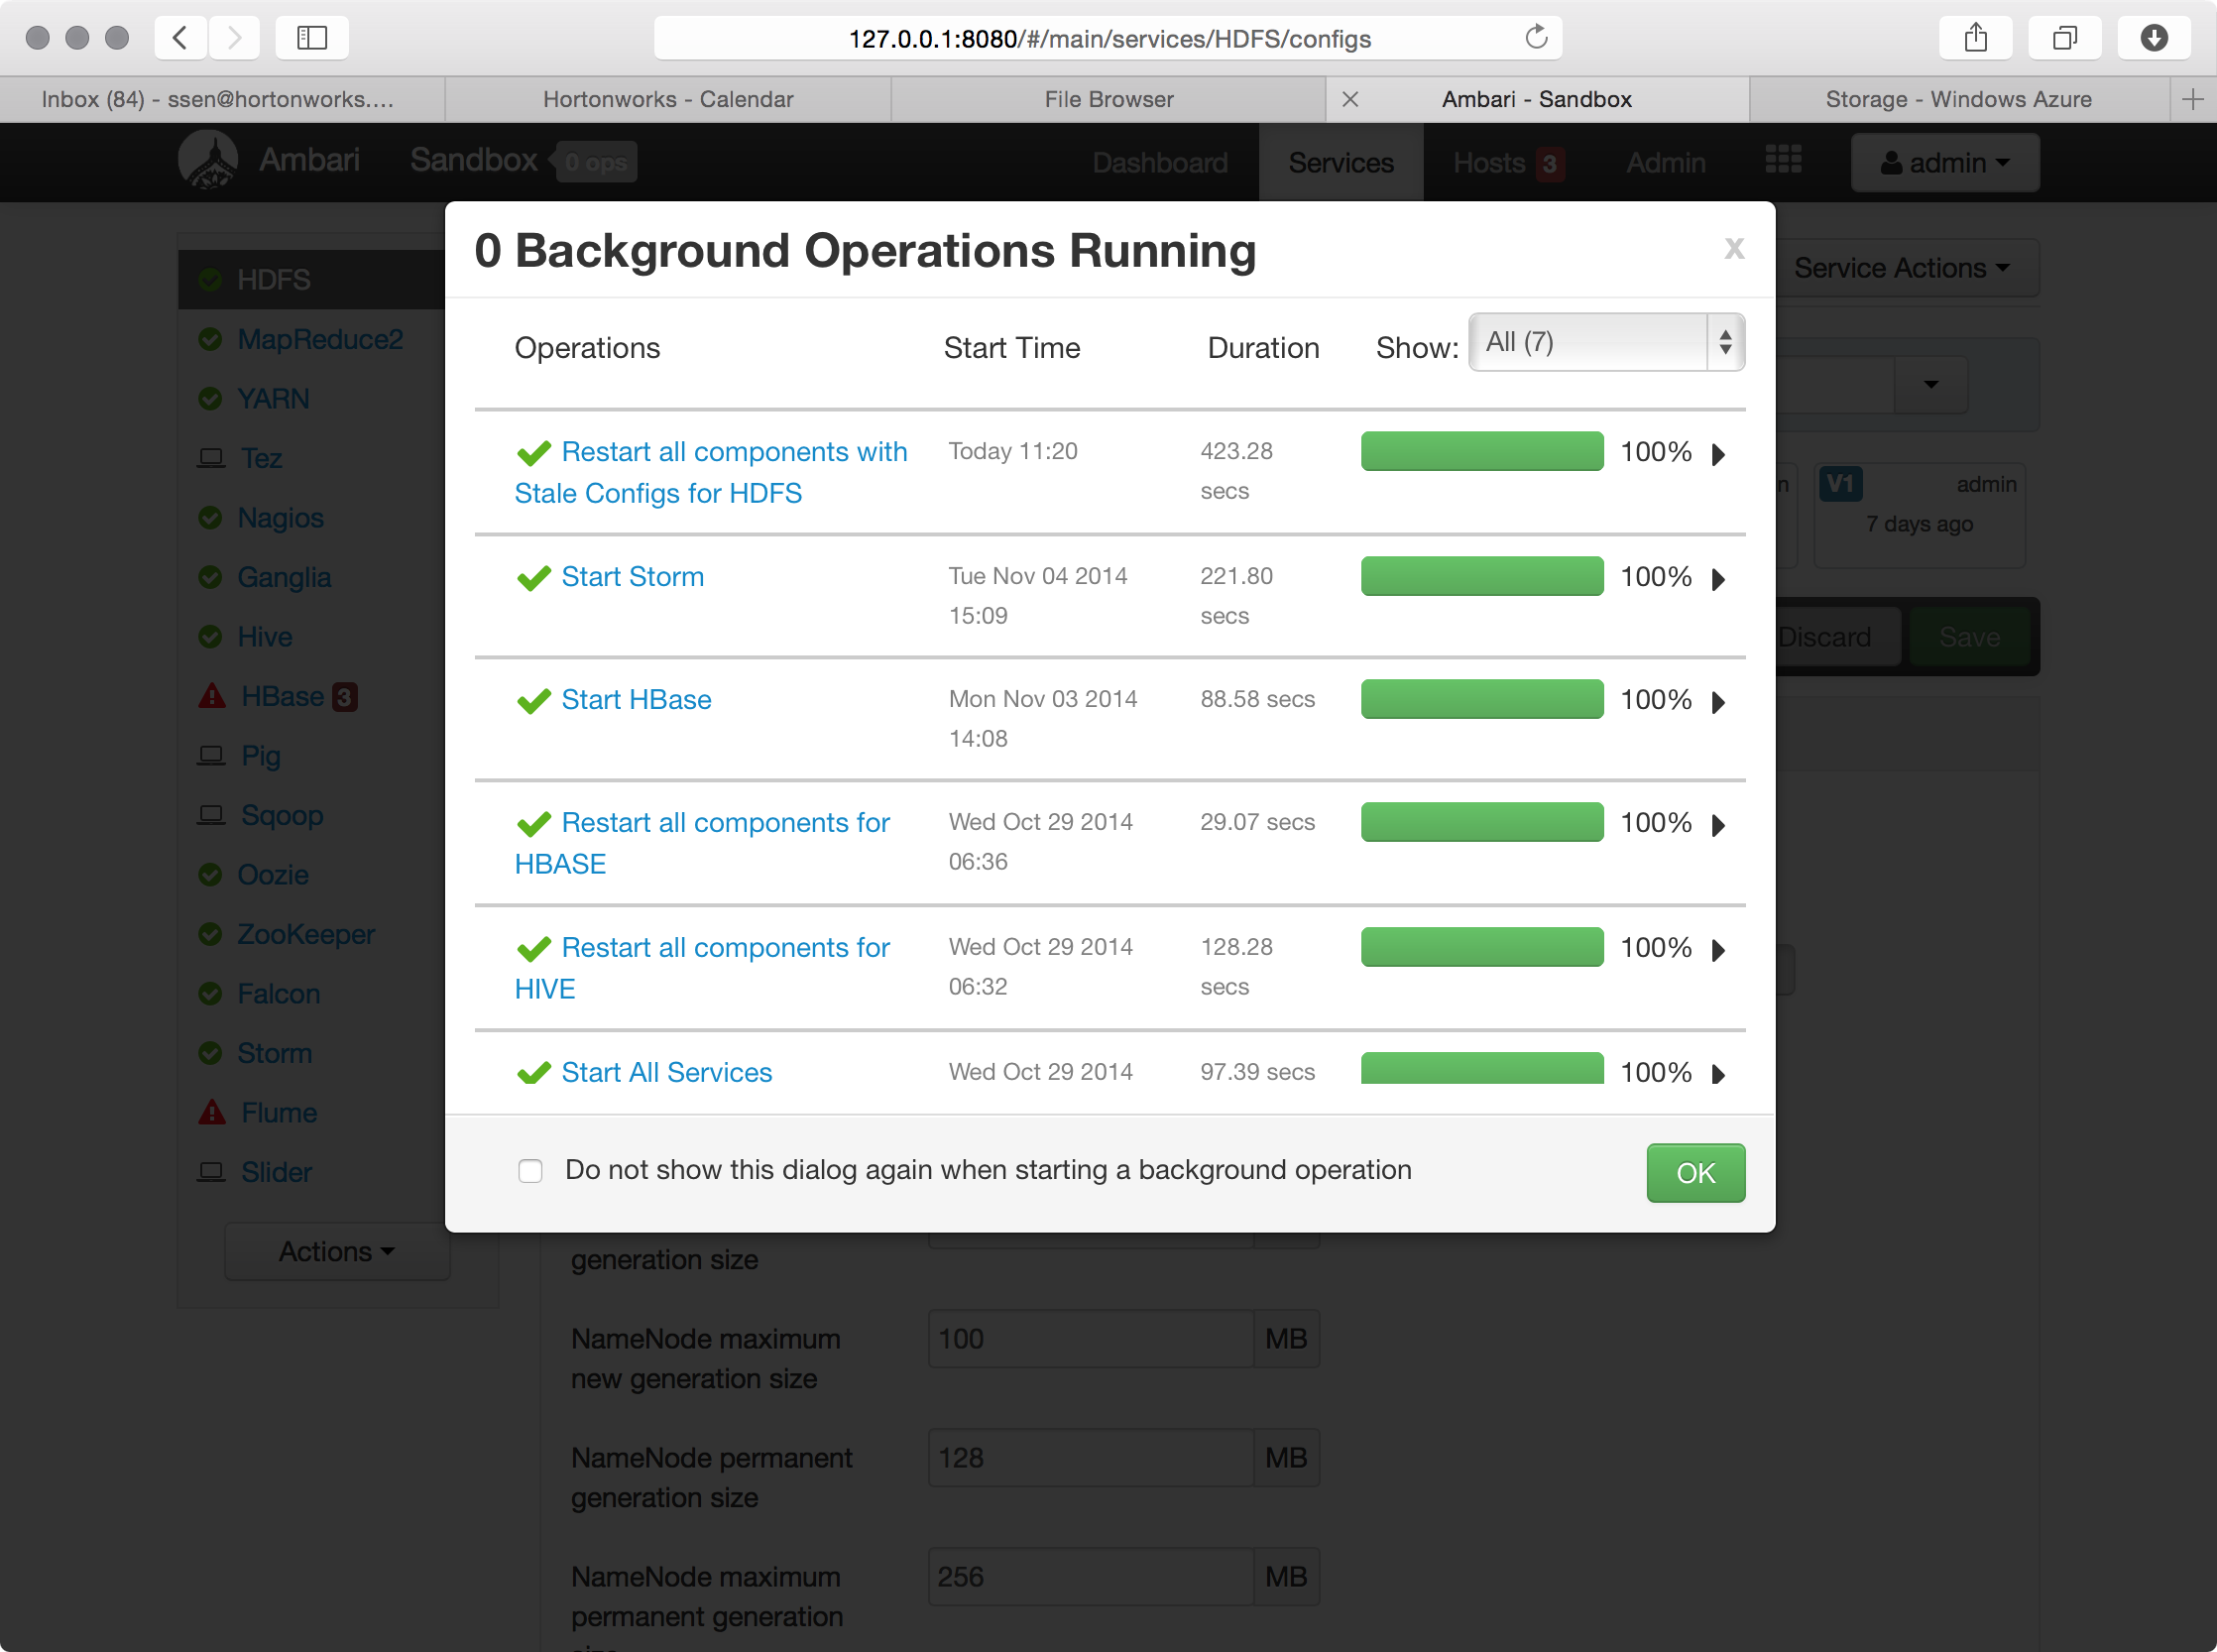 127.0.0.1:8080/#/main/services/HDFS/configs
Inbox (84) - ssen@hortonworks....
Hortonworks - Calendar
File Browser
Ambari - Sandbox
Storage - Windows Azure
Ambari
Sandbox
0 ops
Dashboard
Services
Hosts 3
Admin
admin
HDFS
MapReduce2
YARN
Tez
Nagios
Ganglia
Hive
HBase 3
Pig
Sqoop
Oozie
ZooKeeper
Falcon
Storm
Flume
Slider
Actions
0 Background Operations Running
x
Operations
Start Time
Duration
Show:
All (7)
Restart all components with
Stale Configs for HDFS
Today 11:20
423.28
secs
100%
Start Storm
Tue Nov 04 2014
15:09
221.80
secs
100%
Start HBase
Mon Nov 03 2014
14:08
88.58 secs
100%
Restart all components for
HBASE
Wed Oct 29 2014
06:36
29.07 secs
100%
Restart all components for
HIVE
Wed Oct 29 2014
06:32
128.28
secs
100%
Start All Services
Wed Oct 29 2014
97.39 secs
100%
Do not show this dialog again when starting a background operation
OK
Service Actions
n
V1
admin
7 days ago
Discard
Save
generation size
NameNode maximum
new generation size
100
MB
NameNode permanent
generation size
128
MB
NameNode maximum
permanent generation
256
MB